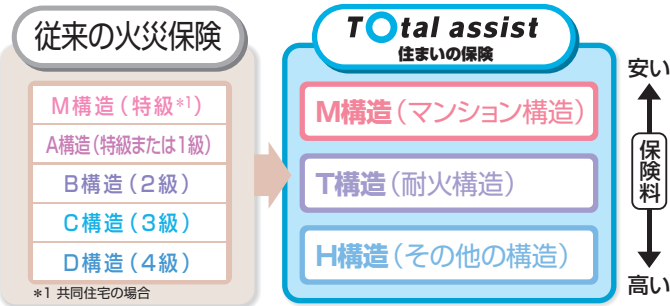 従来の火災保険
M構造(特級*1)
A構造(特級または1級)
B構造(2級)
C構造(3級)
D構造(4級)
*1 共同住宅の場合
Total assist
住まいの保険
M構造(マンション構造)
T構造(耐火構造)
H構造(その他の構造)
安い
保険料
高い